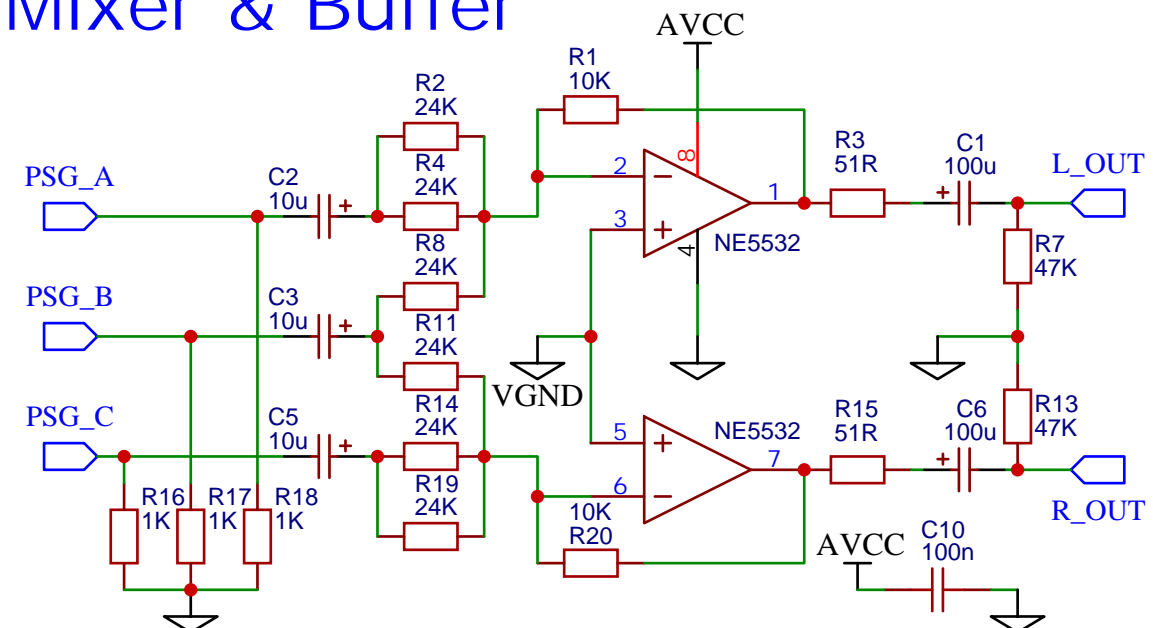 Mixer & Buffer
AVCC
R1
10K
R2
24K
R4
24K
R8
24K
R11
24K
R14
24K
R19
24K
PSG_A
PSG_B
PSG_C
C2
10u
+
C3
10u
+
C5
10u
+
R16
1K
R17
1K
R18
1K
2
3
8
4
1
−
+
NE5532
VGND
5
6
7
+
−
NE5532
10K
R20
R3
51R
C1
100u
+
L_OUT
R7
47K
R15
51R
C6
100u
+
R13
47K
R_OUT
AVCC
C10
100n